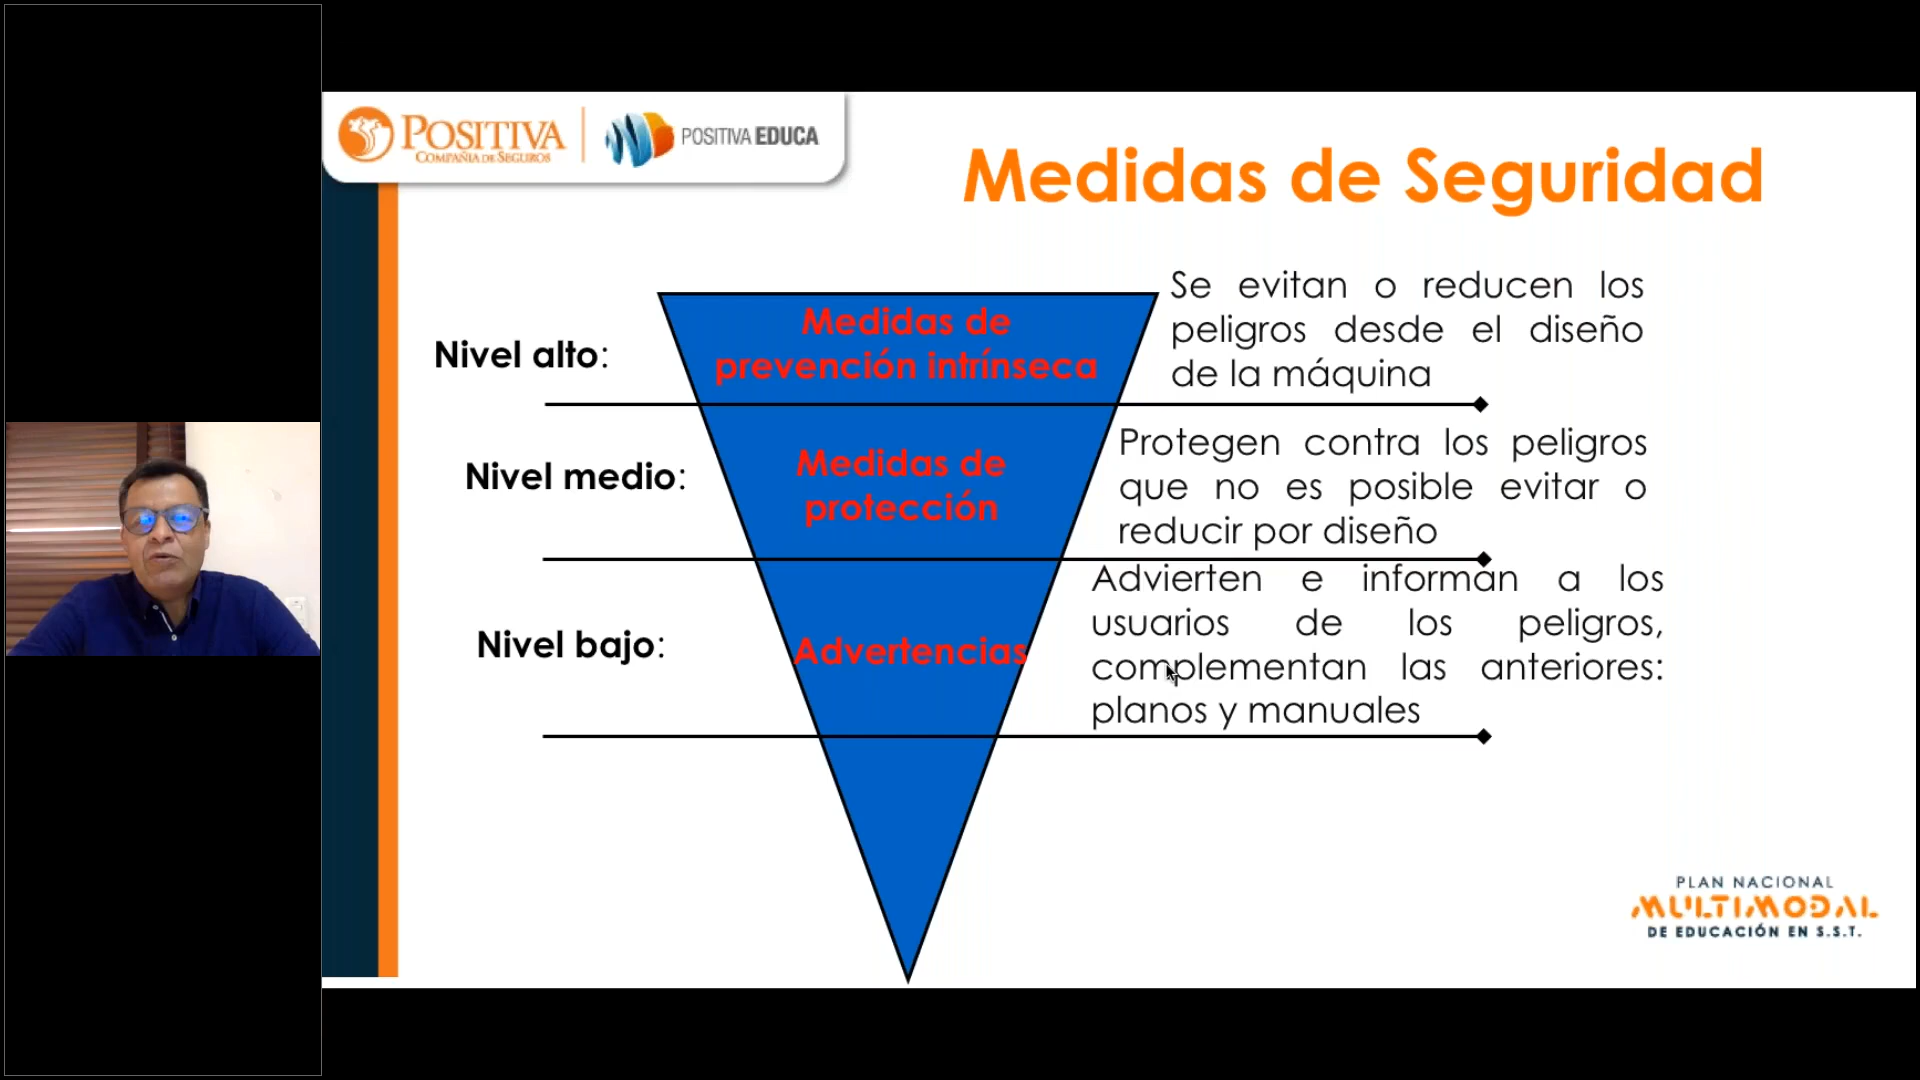 POSITIVA
COMPAÑIA DE SEGUROS
POSITIVA EDUCA
Medidas de Seguridad
Nivel alto:
Medidas de
prevención intrínseca
Se evitan o reducen los
peligros desde el diseño
de la máquina
Nivel medio:
Medidas de
protección
Protegen contra los peligros
que no es posible evitar o
reducir por diseño
Nivel bajo:
Advertencias
Advierten e informan a los
usuarios de los peligros,
complementan las anteriores:
planos y manuales
PLAN NACIONAL
MULTIMODAL
DE EDUCACIÓN EN S.S.T.